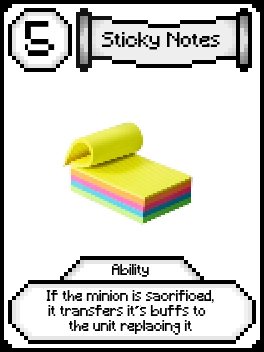 5
Sticky Notes
Ability
If the minion is sacrificed,
it transfers it's buffs to
the unit replacing it